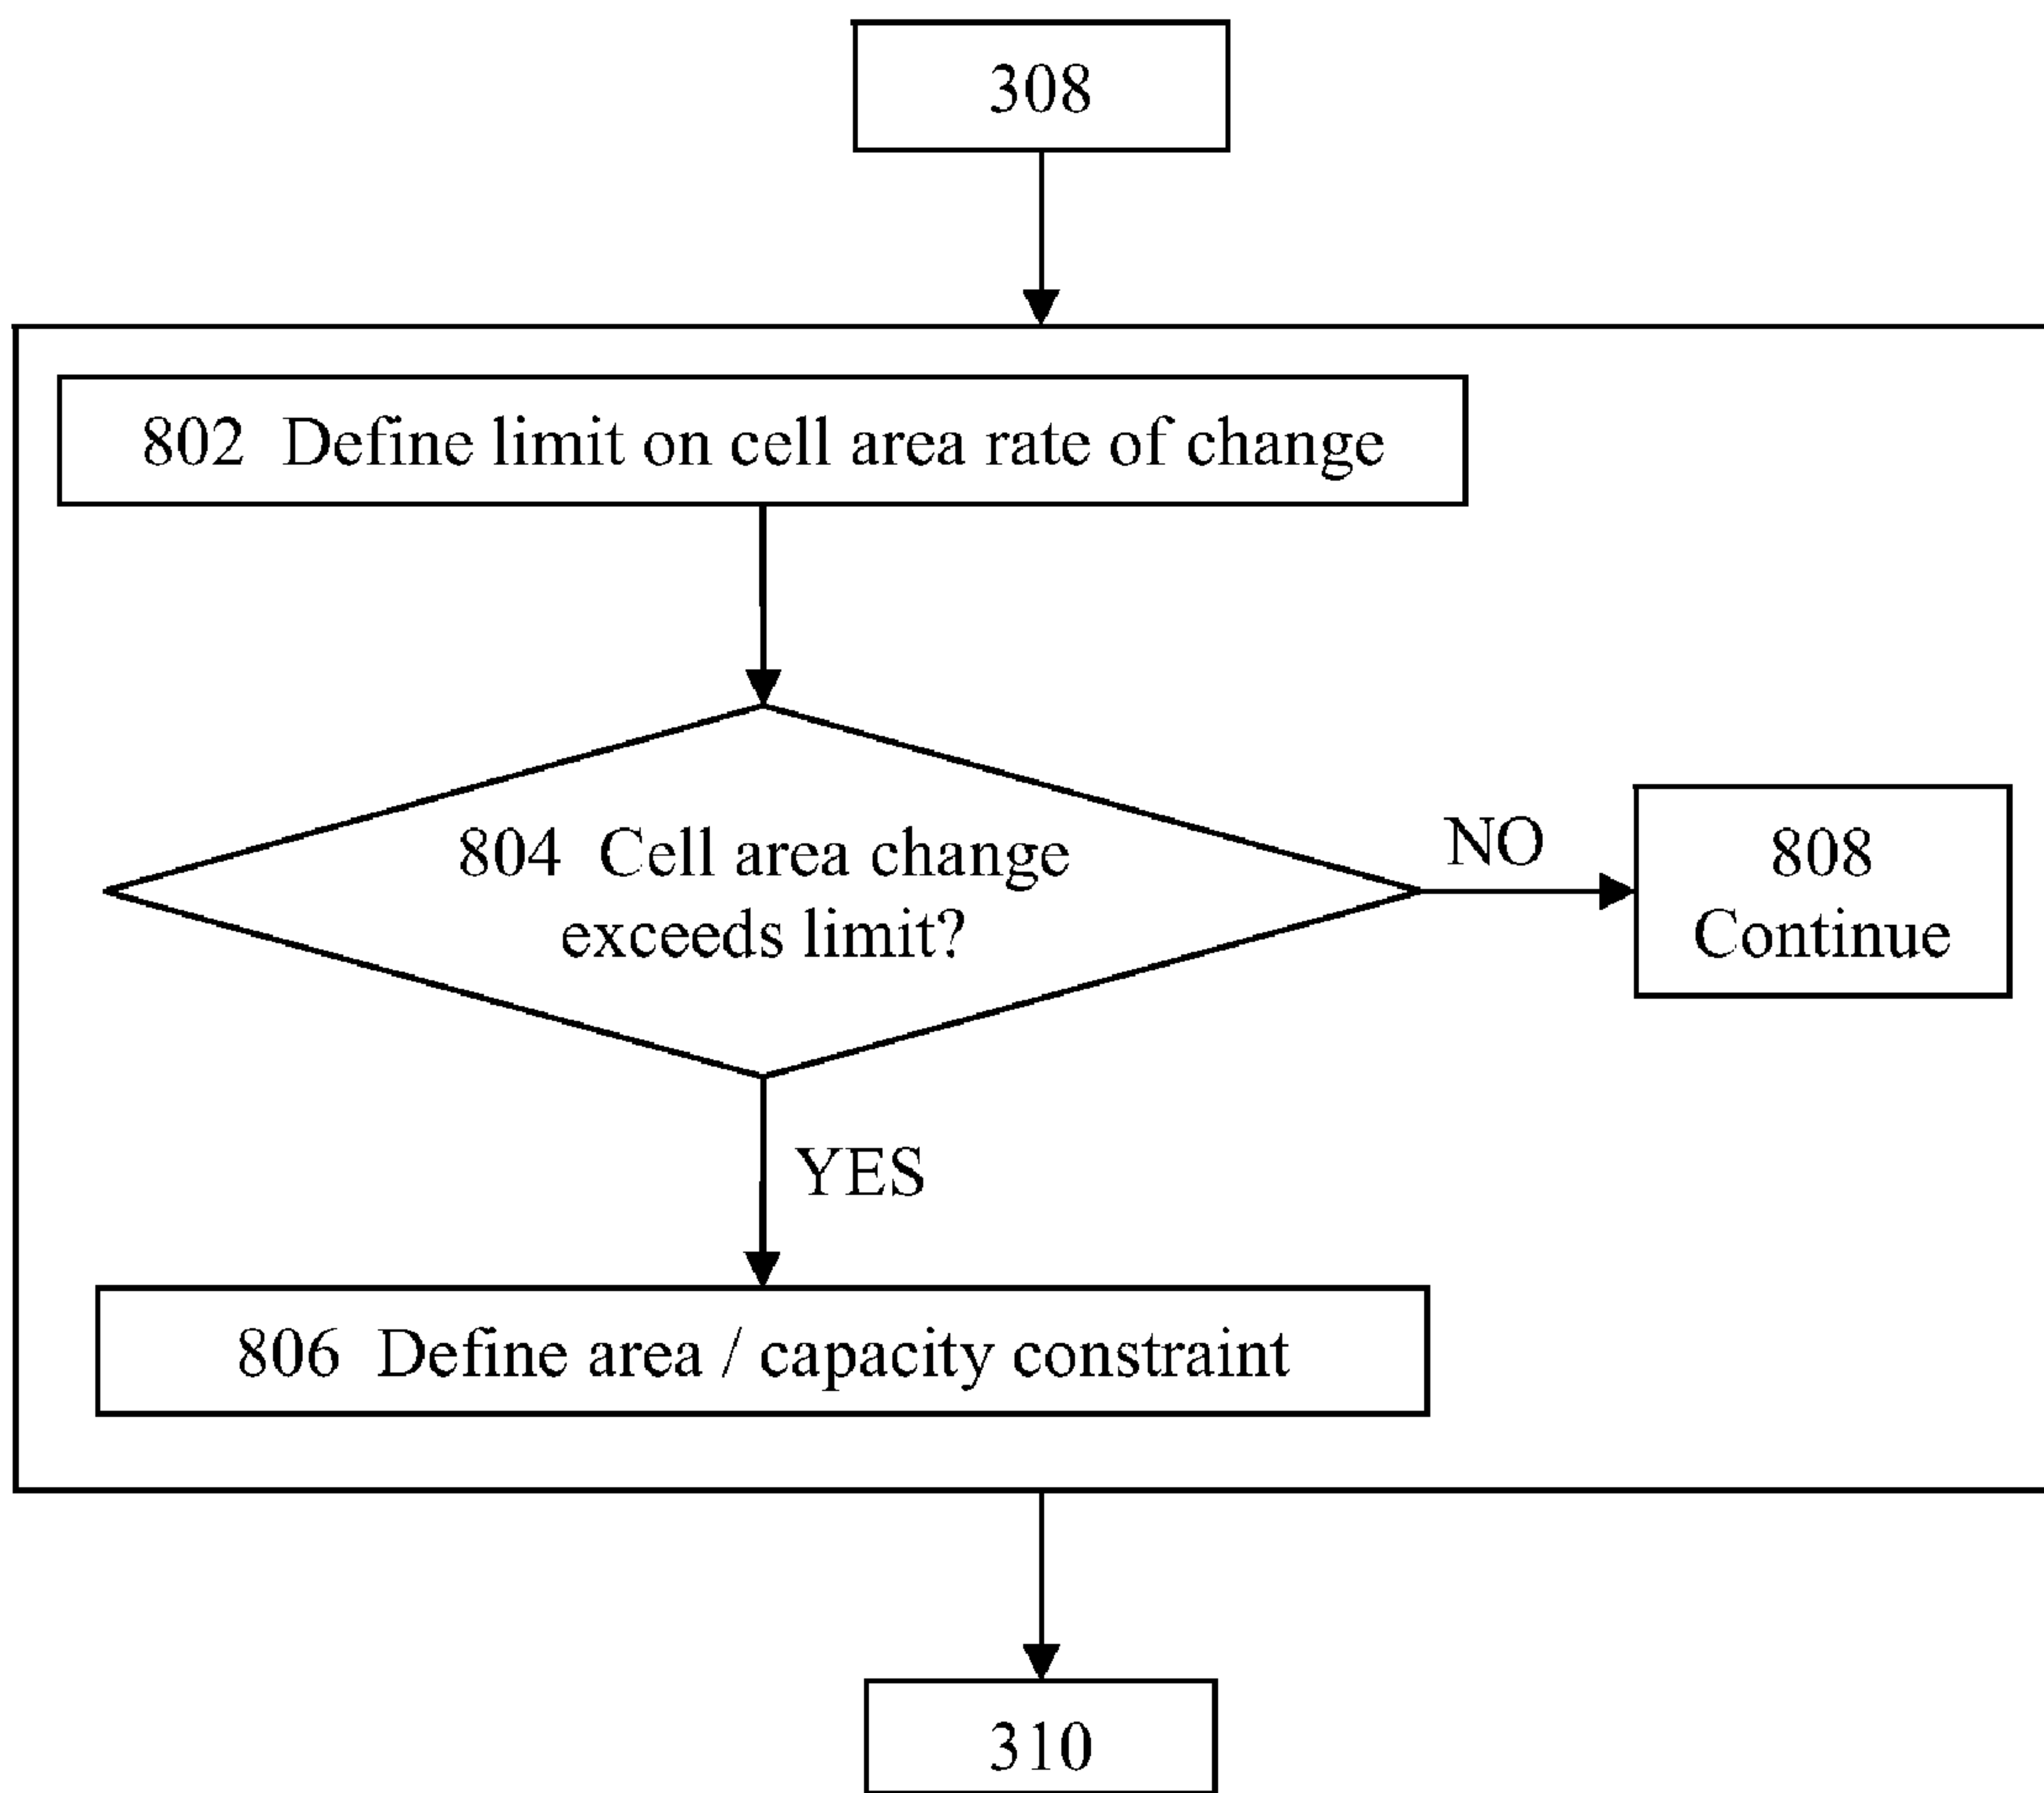 308
802 Define limit on cell area rate of change
804 Cell area change
exceeds limit?
NO
808
Continue
YES
806 Define area / capacity constraint
310